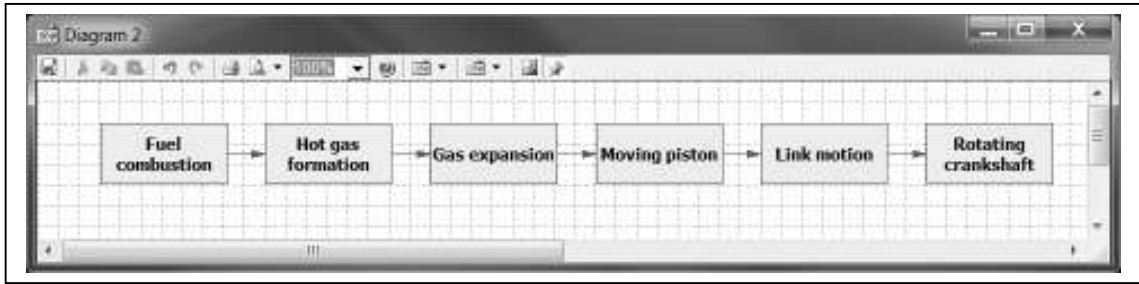 Diagram 2
Fuel
combustion
Hot gas
formation
Gas expansion
Moving piston
Link motion
Rotating
crankshaft